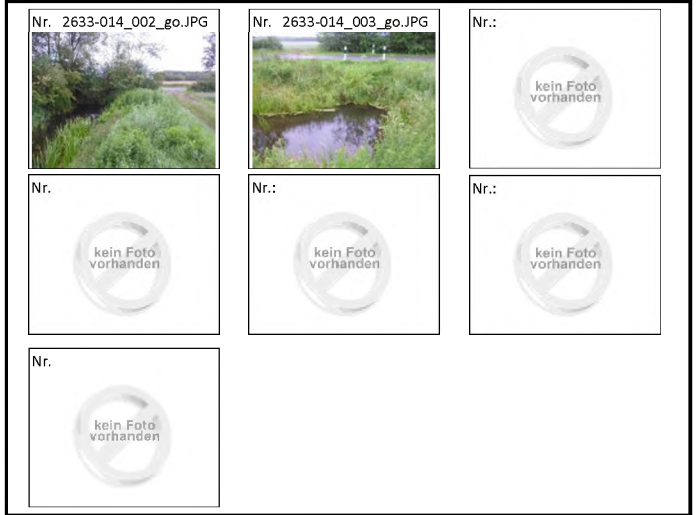 Nr. 2633-014_002_go.JPG
Nr. 2633-014_003_go.JPG
Nr.:
kein Foto
vorhanden
Nr.
kein Foto
vorhanden
Nr.:
kein Foto
vorhanden
Nr.:
kein Foto
vorhanden
Nr.
kein Foto
vorhanden